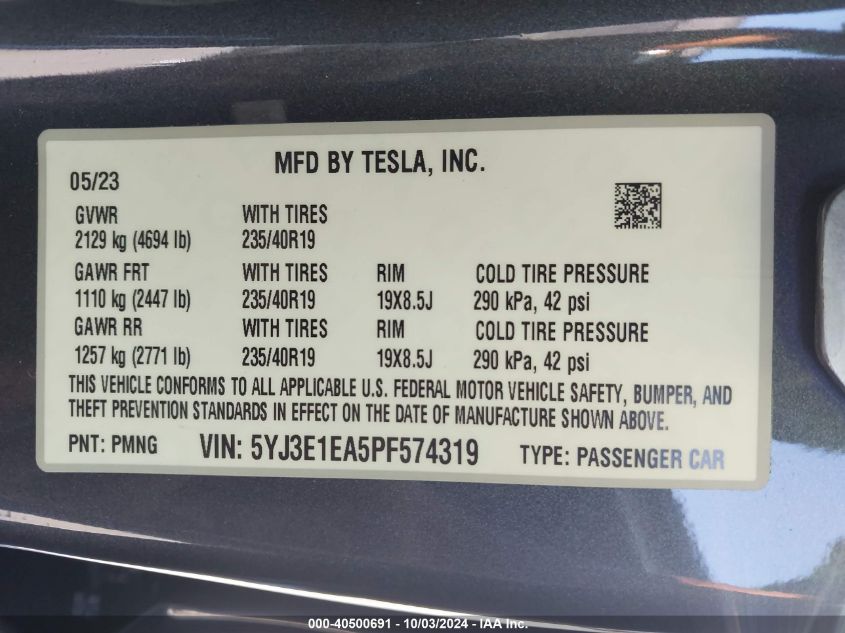 MFD BY TESLA, INC.
05/23
GVWR WITH TIRES
2129 kg (4694 lb) 235/40R19
GAWR FRT WITH TIRES RIM COLD TIRE PRESSURE
1110 kg (2447 lb) 235/40R19 19X8.5J 290 kPa, 42 psi
GAWR RR WITH TIRES RIM COLD TIRE PRESSURE
1257 kg (2771 lb) 235/40R19 19X8.5J 290 kPa, 42 psi
THIS VEHICLE CONFORMS TO ALL APPLICABLE U.S. FEDERAL MOTOR VEHICLE SAFETY, BUMPER, AND
THEFT PREVENTION STANDARDS IN EFFECT ON THE DATE OF MANUFACTURE SHOWN ABOVE.
PNT: PMNG VIN: 5YJ3E1EA5PF574319 TYPE: PASSENGER CAR
000-40500691 - 10/03/2024 - IAA Inc.